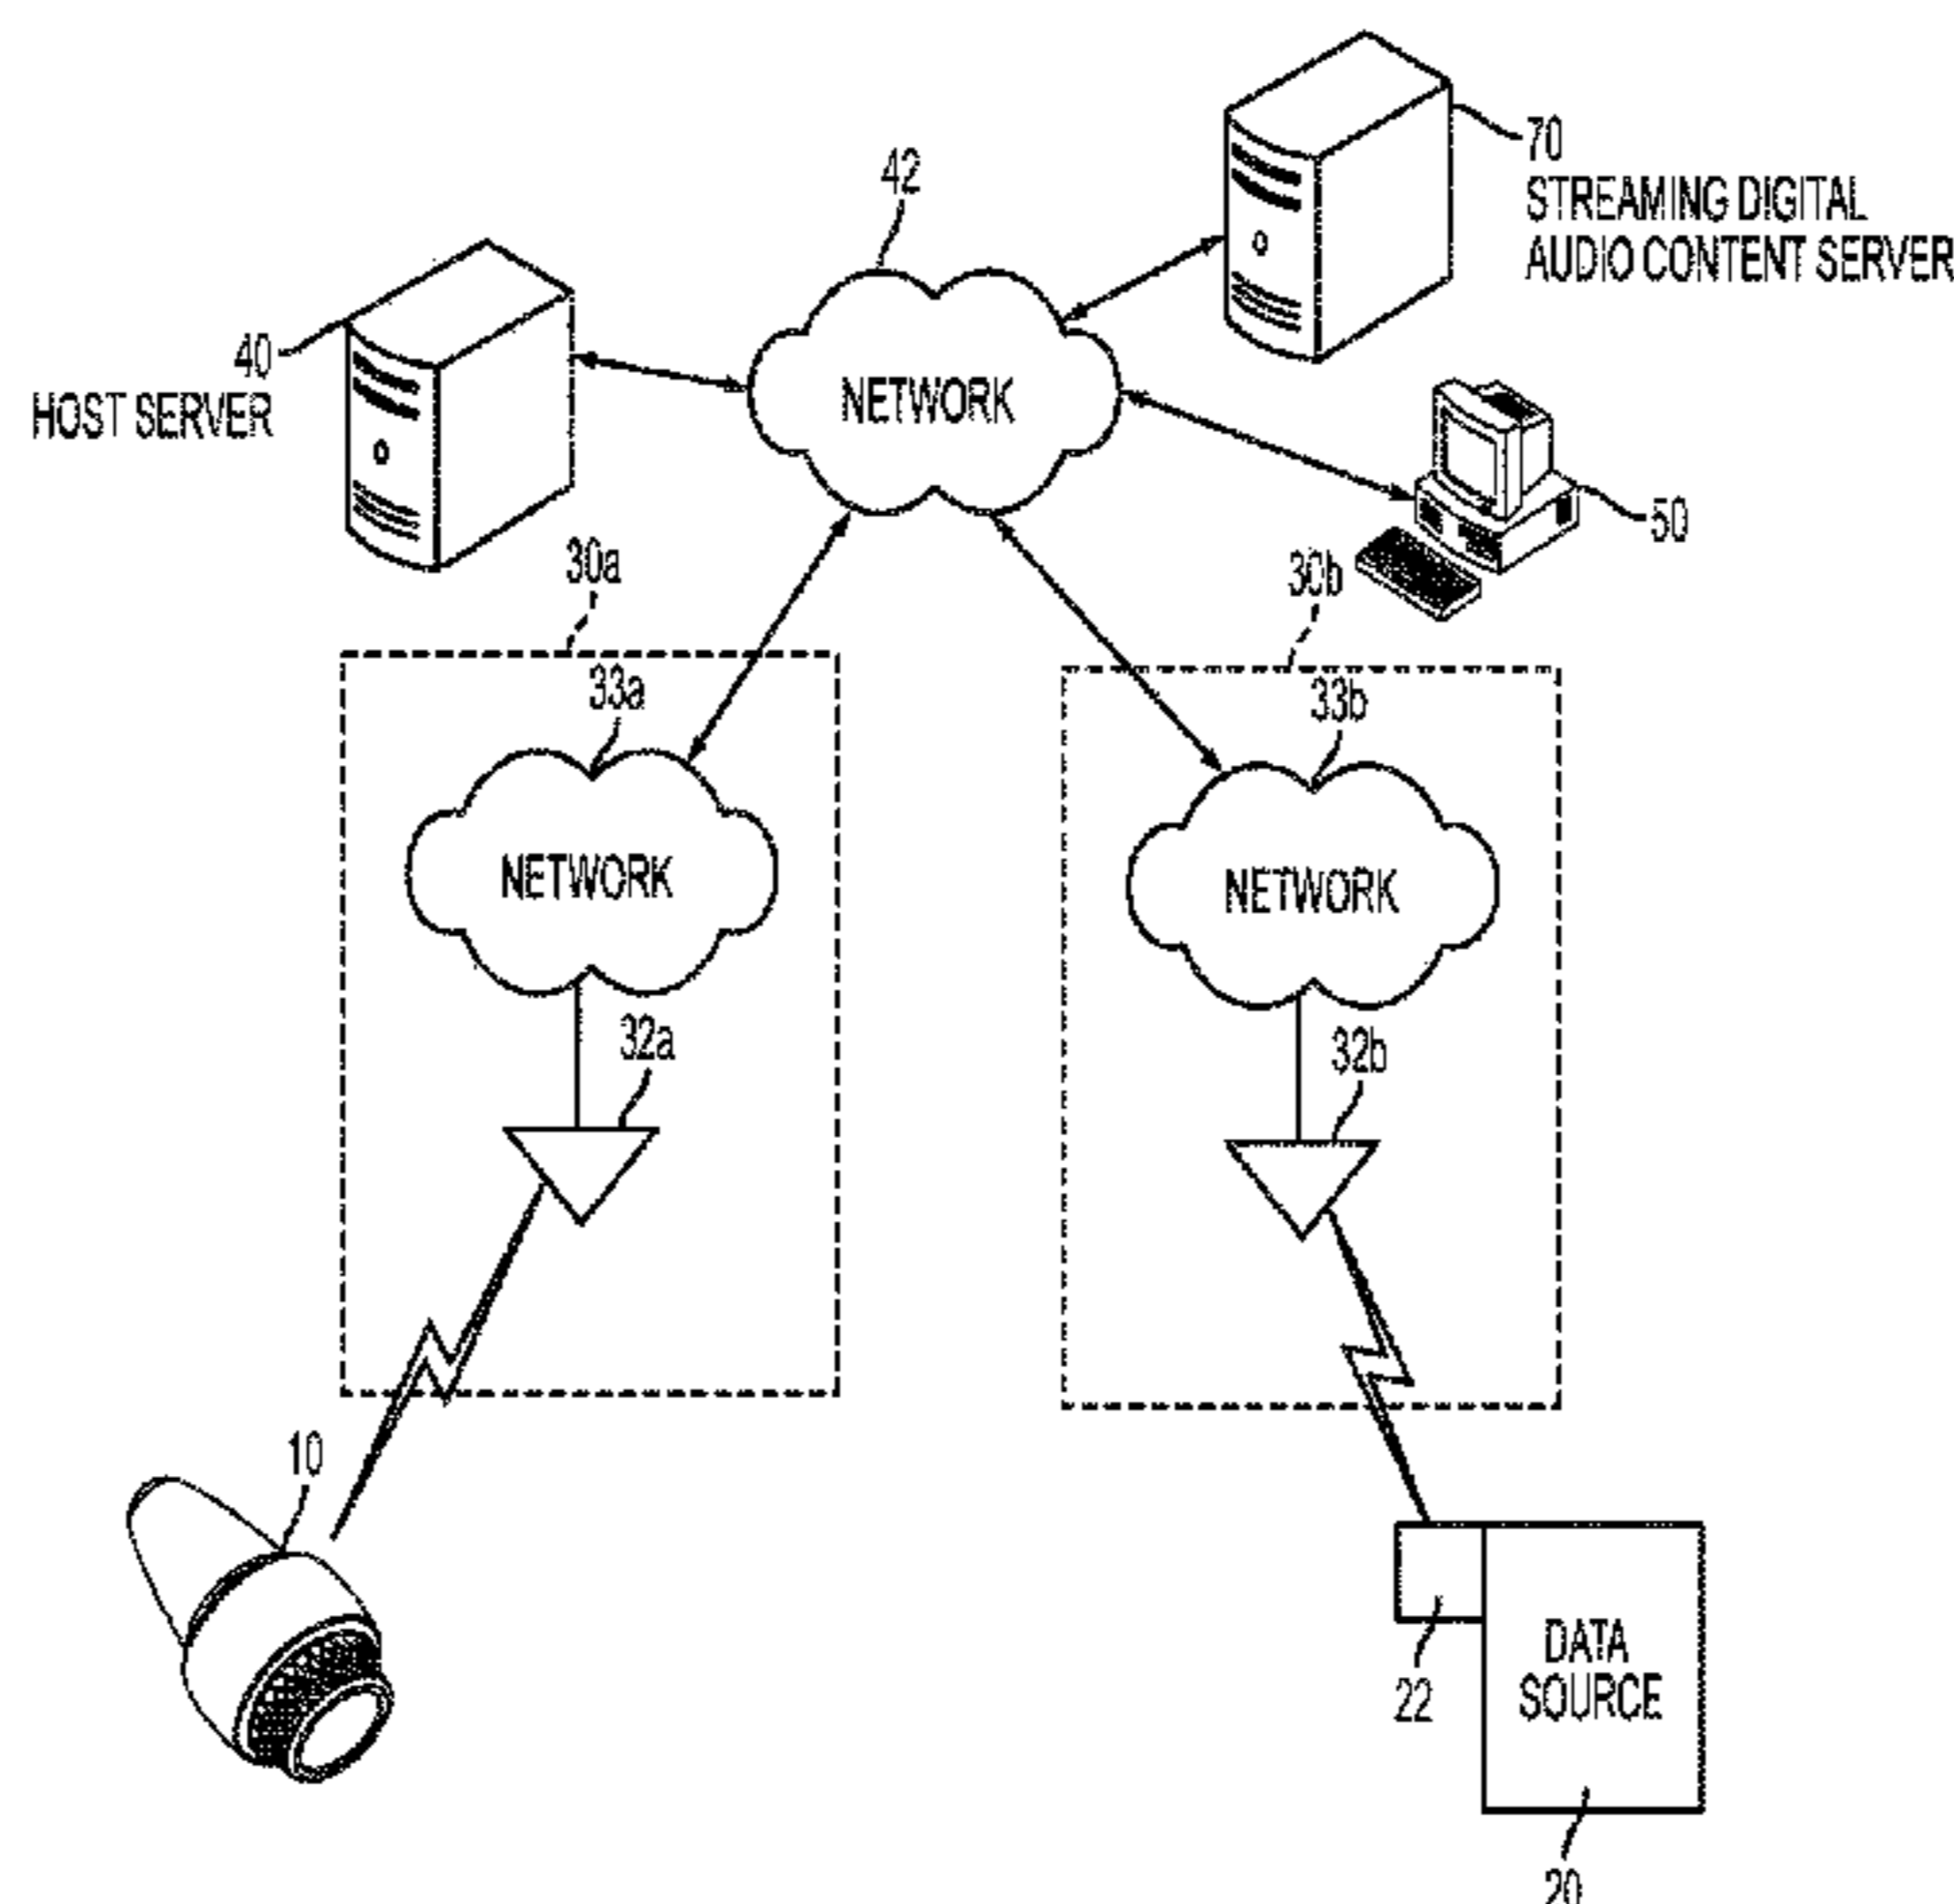 70
STREAMING DIGITAL
AUDIO CONTENT SERVER
42
40
HOST SERVER
NETWORK
50
30a
30b
33a
33b
NETWORK
NETWORK
32a
32b
10
22
DATA
SOURCE
20